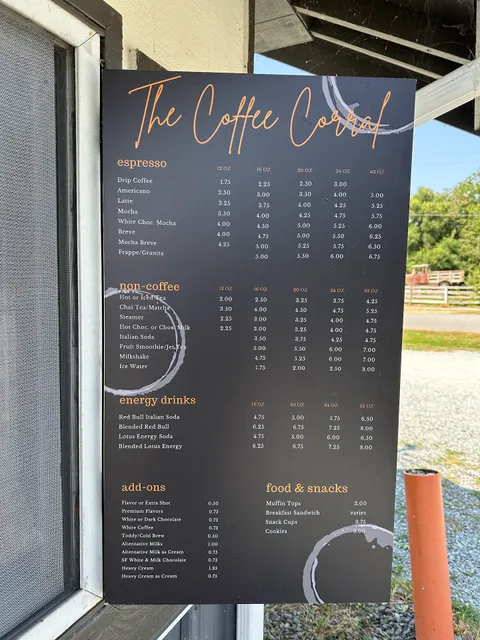 The Coffee Corral
espresso 12 OZ 16 OZ 20 OZ 24 OZ 32 OZ
Drip Coffee 1.75 2.25 2.50 3.00
Americano 2.50 3.00 3.50 4.00 5.00
Latte 3.25 3.75 4.00 4.25 5.25
Mocha 3.50 4.00 4.25 4.75 5.75
White Choc. Mocha 4.00 4.50 5.00 5.25 6.00
Breve 4.00 4.75 5.00 5.50 6.25
Mocha Breve 4.25 5.00 5.25 5.75 6.50
Frappe/Granita 5.00 5.50 6.00 6.75
non-coffee 12 OZ 16 OZ 20 OZ 24 OZ 32 OZ
Hot or Iced Tea 2.00 2.50 3.25 3.75 4.25
Chai Tea/Matcha 3.50 4.00 4.50 4.75 5.25
Steamer 2.25 3.00 3.25 4.00 4.75
Hot Choc. or Choc. Milk 2.25 3.00 3.25 4.00 4.75
Italian Soda 3.50 3.75 4.25 4.75
Fruit Smoothie/Jet Tea 5.00 5.50 6.00 7.00
Milkshake 4.75 5.25 6.00 7.00
Ice Water 1.75 2.00 2.50 3.00
energy drinks 16 OZ 20 OZ 24 OZ 32 OZ
Red Bull Italian Soda 4.75 5.00 5.75 6.50
Blended Red Bull 6.25 6.75 7.25 8.00
Lotus Energy Soda 4.75 5.00 6.00 6.50
Blended Lotus Energy 6.25 6.75 7.25 8.00
add-ons
Flavor or Extra Shot 0.50
Premium Flavors 0.75
White or Dark Chocolate 0.75
White Coffee 0.75
Toddy/Cold Brew 0.50
Alternative Milks 1.00
Alternative Milk as Cream 0.75
SF White & Milk Chocolate 0.75
Heavy Cream 1.25
Heavy Cream as Cream 0.75
food & snacks
Muffin Tops 2.00
Breakfast Sandwich varies
Snack Cups 3.75
Cookies